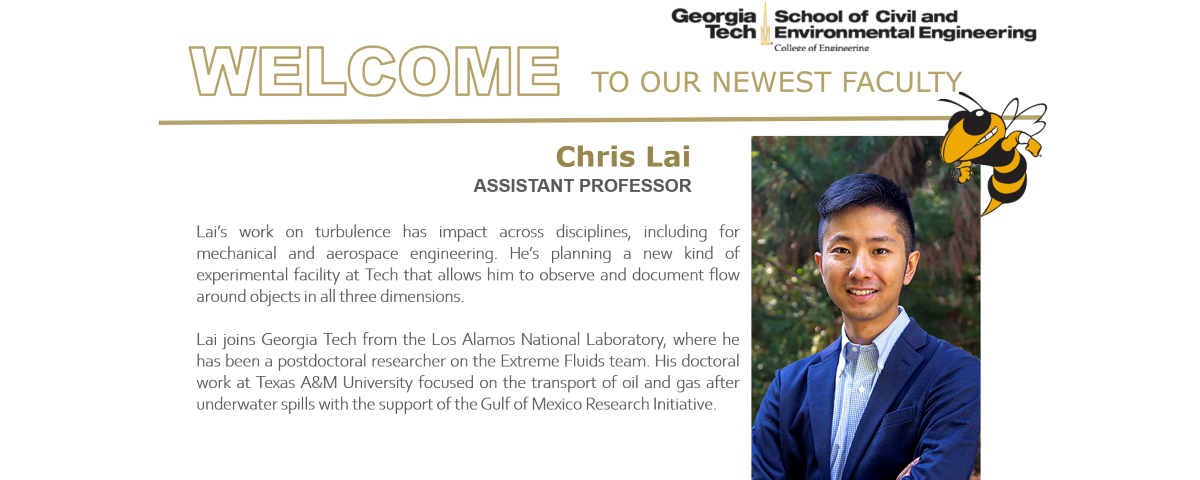 Georgia Tech
School of Civil and
Environmental Engineering
College of Engineering
WELCOME TO OUR NEWEST FACULTY
Chris Lai
ASSISTANT PROFESSOR
Lai’s work on turbulence has impact across disciplines, including for
mechanical and aerospace engineering. He’s planning a new kind of
experimental facility at Tech that allows him to observe and document flow
around objects in all three dimensions.
Lai joins Georgia Tech from the Los Alamos National Laboratory, where he
has been a postdoctoral researcher on the Extreme Fluids team. His doctoral
work at Texas A&M University focused on the transport of oil and gas after
underwater spills with the support of the Gulf of Mexico Research Initiative.